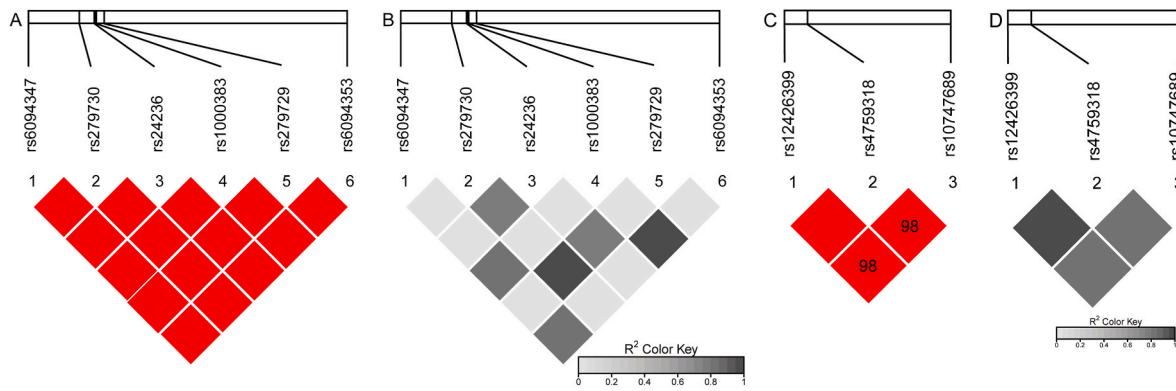 A
rs6094347
rs279730
rs24236
rs1000383
rs279729
rs6094353
1 2 3 4 5 6
B
rs6094347
rs279730
rs24236
rs1000383
rs279729
rs6094353
1 2 3 4 5 6
R² Color Key
0 0.2 0.4 0.6 0.8 1
C
rs12426399
rs4759318
rs10747689
1 2 3
98
98
D
rs12426399
rs4759318
rs10747689
1 2 3
R² Color Key
0 0.2 0.4 0.6 0.8 1